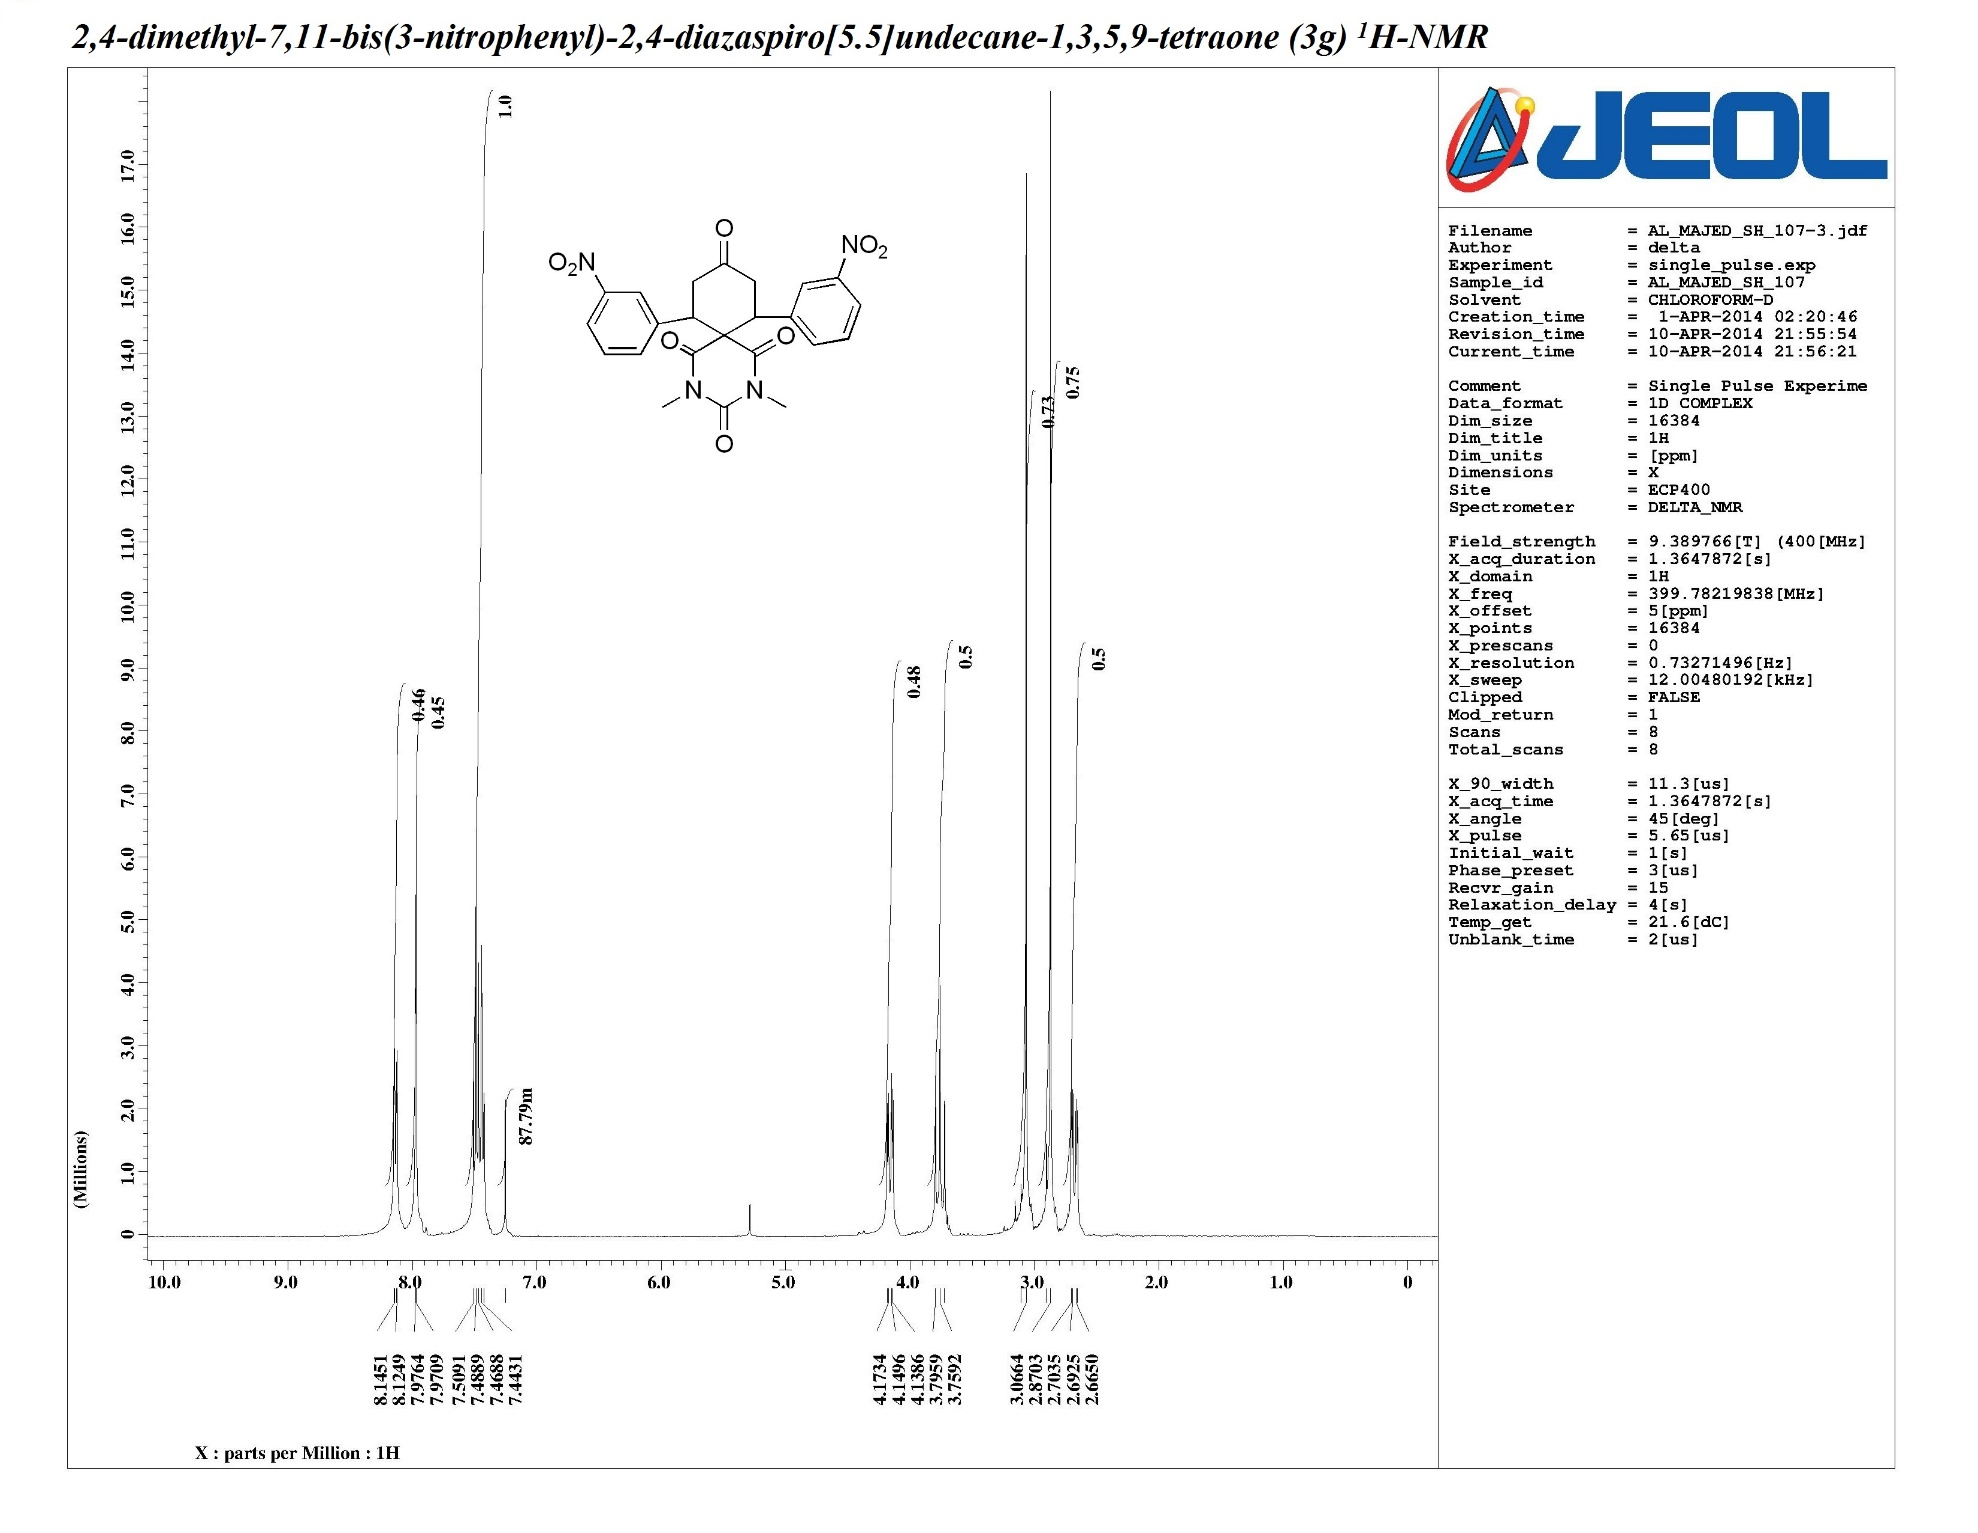 2,4-dimethyl-7,11-bis(3-nitrophenyl)-2,4-diazaspiro[5.5]undecane-1,3,5,9-tetraone (3g) ¹H-NMR
JEOL
1.0
0.46
0.45
87.79m
0.48
0.5
0.73
0.75
0.5
O
O₂N
NO₂
O
O
N
N
O
(Millions)
17.0
16.0
15.0
14.0
13.0
12.0
11.0
10.0
9.0
8.0
7.0
6.0
5.0
4.0
3.0
2.0
1.0
0
10.0 9.0 8.0 7.0 6.0 5.0 4.0 3.0 2.0 1.0 0
8.1451
8.1249
7.9764
7.9709
7.5091
7.4889
7.4688
7.4431
4.1734
4.1496
4.1386
3.7959
3.7592
3.0664
2.8703
2.7035
2.6925
2.6650
X : parts per Million : 1H
Filename = AL_MAJED_SH_107-3.jdf
Author = delta
Experiment = single_pulse.exp
Sample_id = AL_MAJED_SH_107
Solvent = CHLOROFORM-D
Creation_time = 1-APR-2014 02:20:46
Revision_time = 10-APR-2014 21:55:54
Current_time = 10-APR-2014 21:56:21
Comment = Single Pulse Experime
Data_format = 1D COMPLEX
Dim_size = 16384
Dim_title = 1H
Dim_units = [ppm]
Dimensions = X
Site = ECP400
Spectrometer = DELTA_NMR
Field_strength = 9.389766[T] (400[MHz]
X_acq_duration = 1.3647872[s]
X_domain = 1H
X_freq = 399.78219838[MHz]
X_offset = 5[ppm]
X_points = 16384
X_prescans = 0
X_resolution = 0.73271496[Hz]
X_sweep = 12.00480192[kHz]
Clipped = FALSE
Mod_return = 1
Scans = 8
Total_scans = 8
X_90_width = 11.3[us]
X_acq_time = 1.3647872[s]
X_angle = 45[deg]
X_pulse = 5.65[us]
Initial_wait = 1[s]
Phase_preset = 3[us]
Recvr_gain = 15
Relaxation_delay = 4[s]
Temp_get = 21.6[dC]
Unblank_time = 2[us]